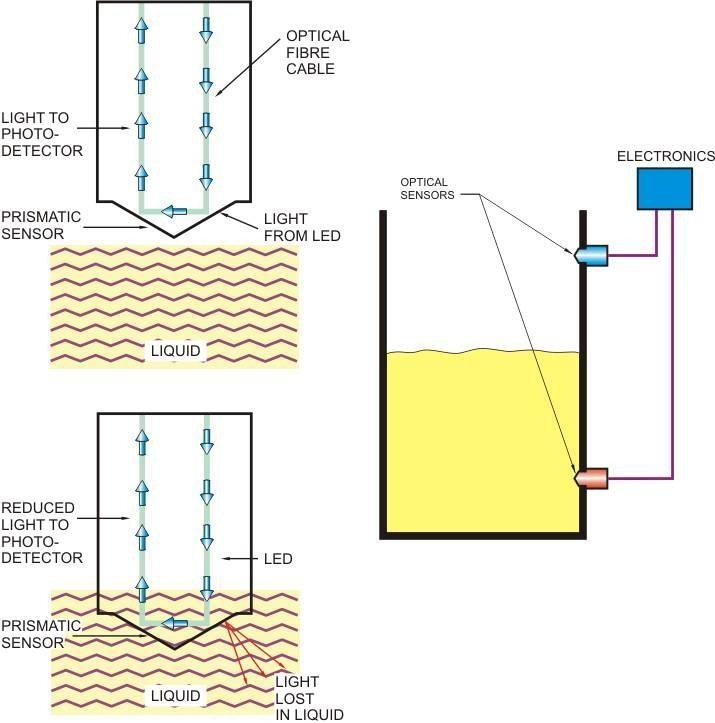 OPTICAL
FIBRE
CABLE
LIGHT TO
PHOTO-
DETECTOR
PRISMATIC
SENSOR
LIGHT
FROM LED
LIQUID
REDUCED
LIGHT TO
PHOTO-
DETECTOR
LED
PRISMATIC
SENSOR
LIQUID
LIGHT
LOST
IN LIQUID
ELECTRONICS
OPTICAL
SENSORS